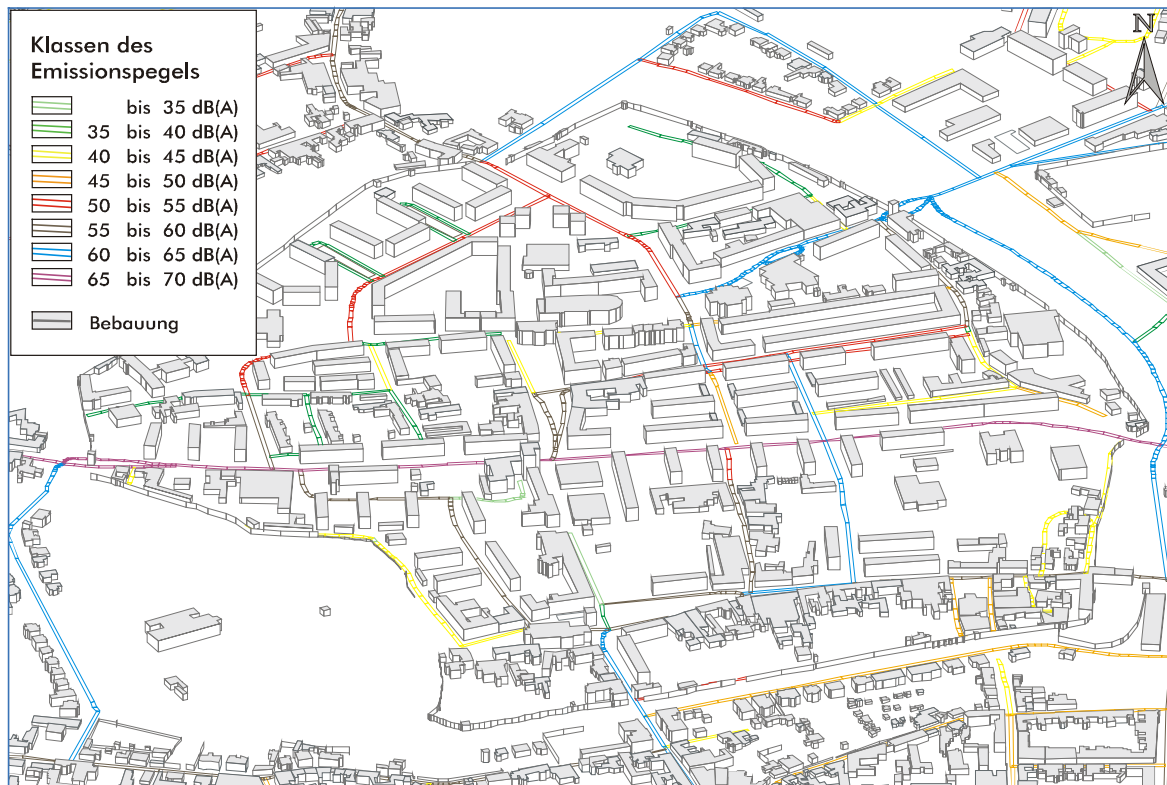 Klassen des
Emissionspegels
bis 35 dB(A)
35 bis 40 dB(A)
40 bis 45 dB(A)
45 bis 50 dB(A)
50 bis 55 dB(A)
55 bis 60 dB(A)
60 bis 65 dB(A)
65 bis 70 dB(A)
Bebauung
N